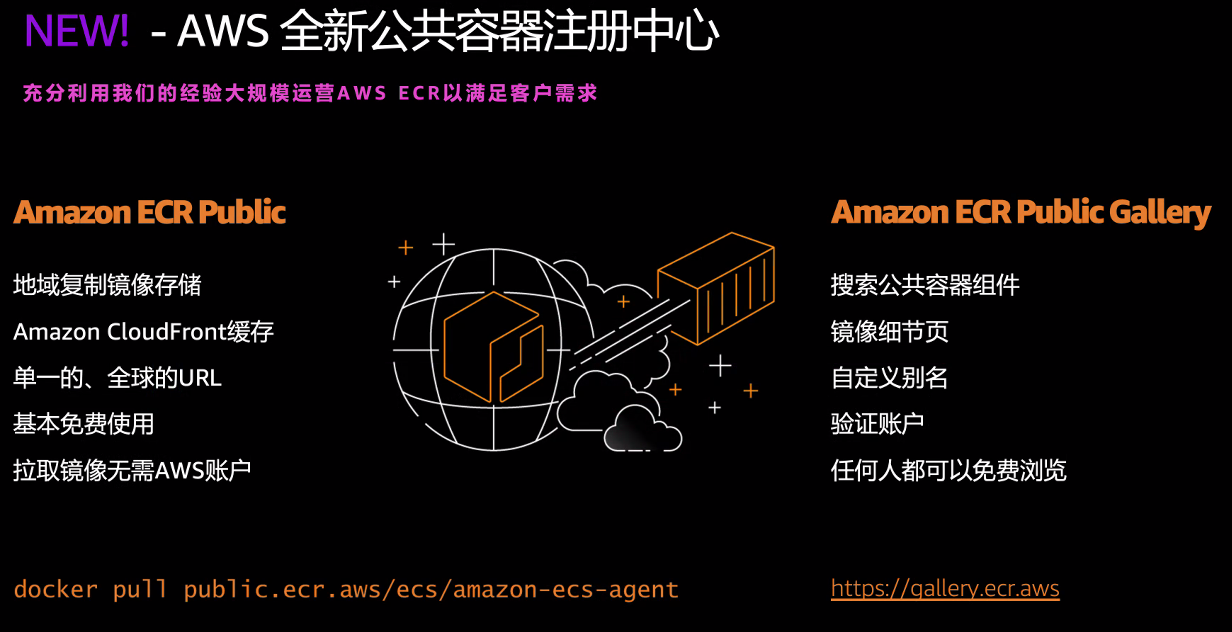 NEW! - AWS 全新公共容器注册中心
充分利用我们的经验大规模运营AWS ECR以满足客户需求
Amazon ECR Public
地域复制镜像存储
Amazon CloudFront缓存
单一的、全球的URL
基本免费使用
拉取镜像无需AWS账户
docker pull public.ecr.aws/ecs/amazon-ecs-agent
Amazon ECR Public Gallery
搜索公共容器组件
镜像细节页
自定义别名
验证账户
任何人都可以免费浏览
https://gallery.ecr.aws